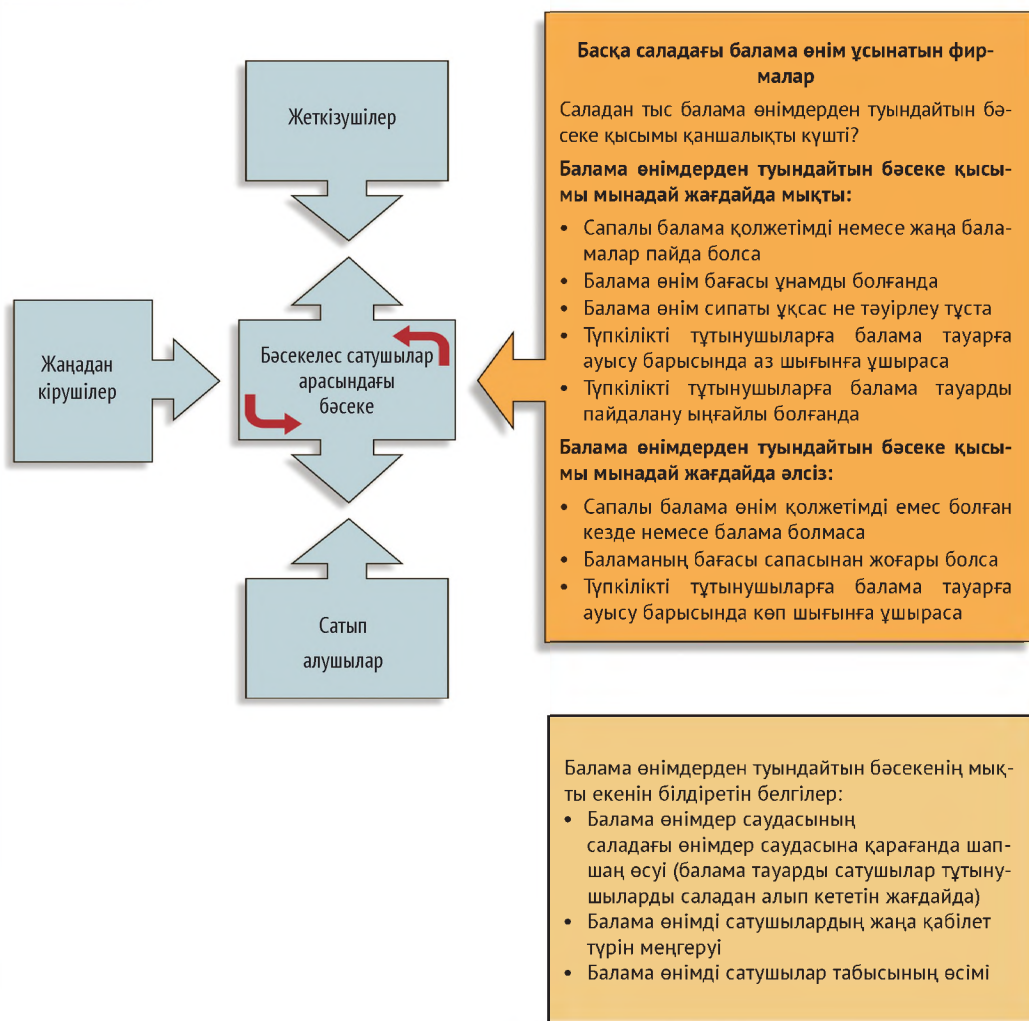 Жеткізушілер
Жаңадан
кірушілер
Бәсекелес сатушылар
арасындағы
бәсеке
Сатып
алушылар
Басқа саладағы балама өнім ұсынатын фир-
малар
Саладан тыс балама өнімдерден туындайтын бә-
секе қысымы қаншалықты күшті?
Балама өнімдерден туындайтын бәсеке қысы-
мы мынадай жағдайда мықты:
• Сапалы балама қолжетімді немесе жаңа бала-
малар пайда болса
• Балама өнім бағасы ұнамды болғанда
• Балама өнім сипаты ұқсас не тәуірлеу тұста
• Түпкілікті тұтынушыларға балама тауарға
ауысу барысында аз шығынға ұшыраса
• Түпкілікті тұтынушыларға балама тауарды
пайдалану ыңғайлы болғанда
Балама өнімдерден туындайтын бәсеке қысы-
мы мынадай жағдайда әлсіз:
• Сапалы балама өнім қолжетімді емес болған
кезде немесе балама болмаса
• Баламаның бағасы сапасынан жоғары болса
• Түпкілікті тұтынушыларға балама тауарға
ауысу барысында көп шығынға ұшыраса
Балама өнімдерден туындайтын бәсекенің мық-
ты екенін білдіретін белгілер:
• Балама өнімдер саудасының
саладағы өнімдер саудасына қарағанда шап-
шаң өсуі (балама тауарды сатушылар тұтыну-
шыларды саладан алып кететін жағдайда)
• Балама өнімді сатушылардың жаңа қабілет
түрін меңгеруі
• Балама өнімді сатушылар табысының өсімі